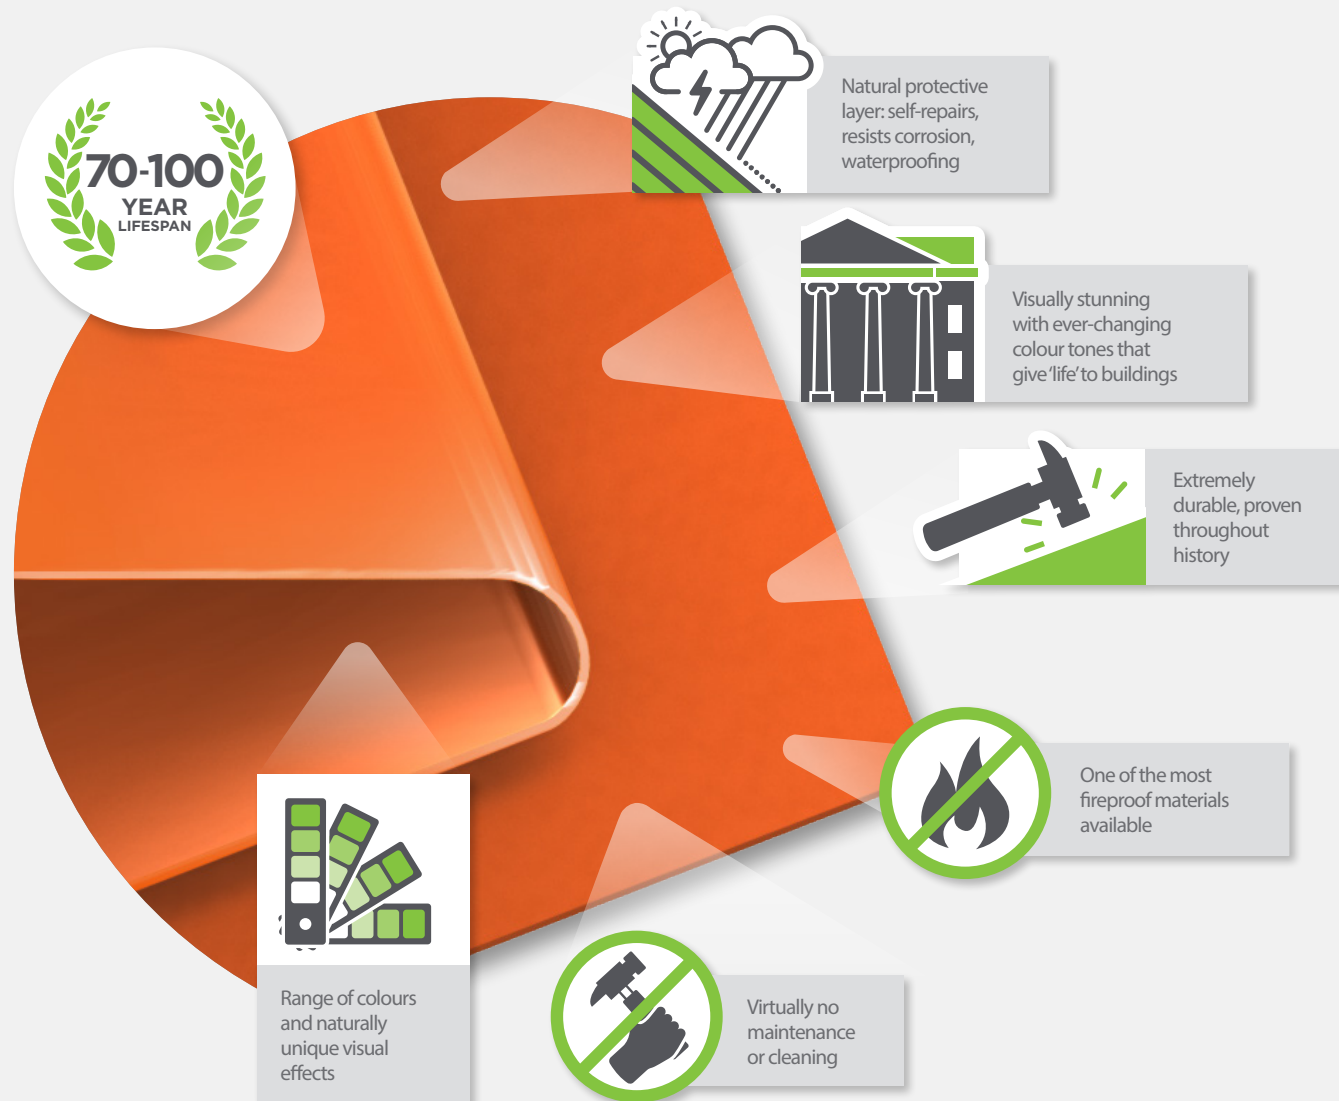 70-100
YEAR
LIFESPAN
Natural protective
layer: self-repairs,
resists corrosion,
waterproofing
Visually stunning
with ever-changing
colour tones that
give ‘life’ to buildings
Extremely
durable, proven
throughout
history
One of the most
fireproof materials
available
Virtually no
maintenance
or cleaning
Range of colours
and naturally
unique visual
effects